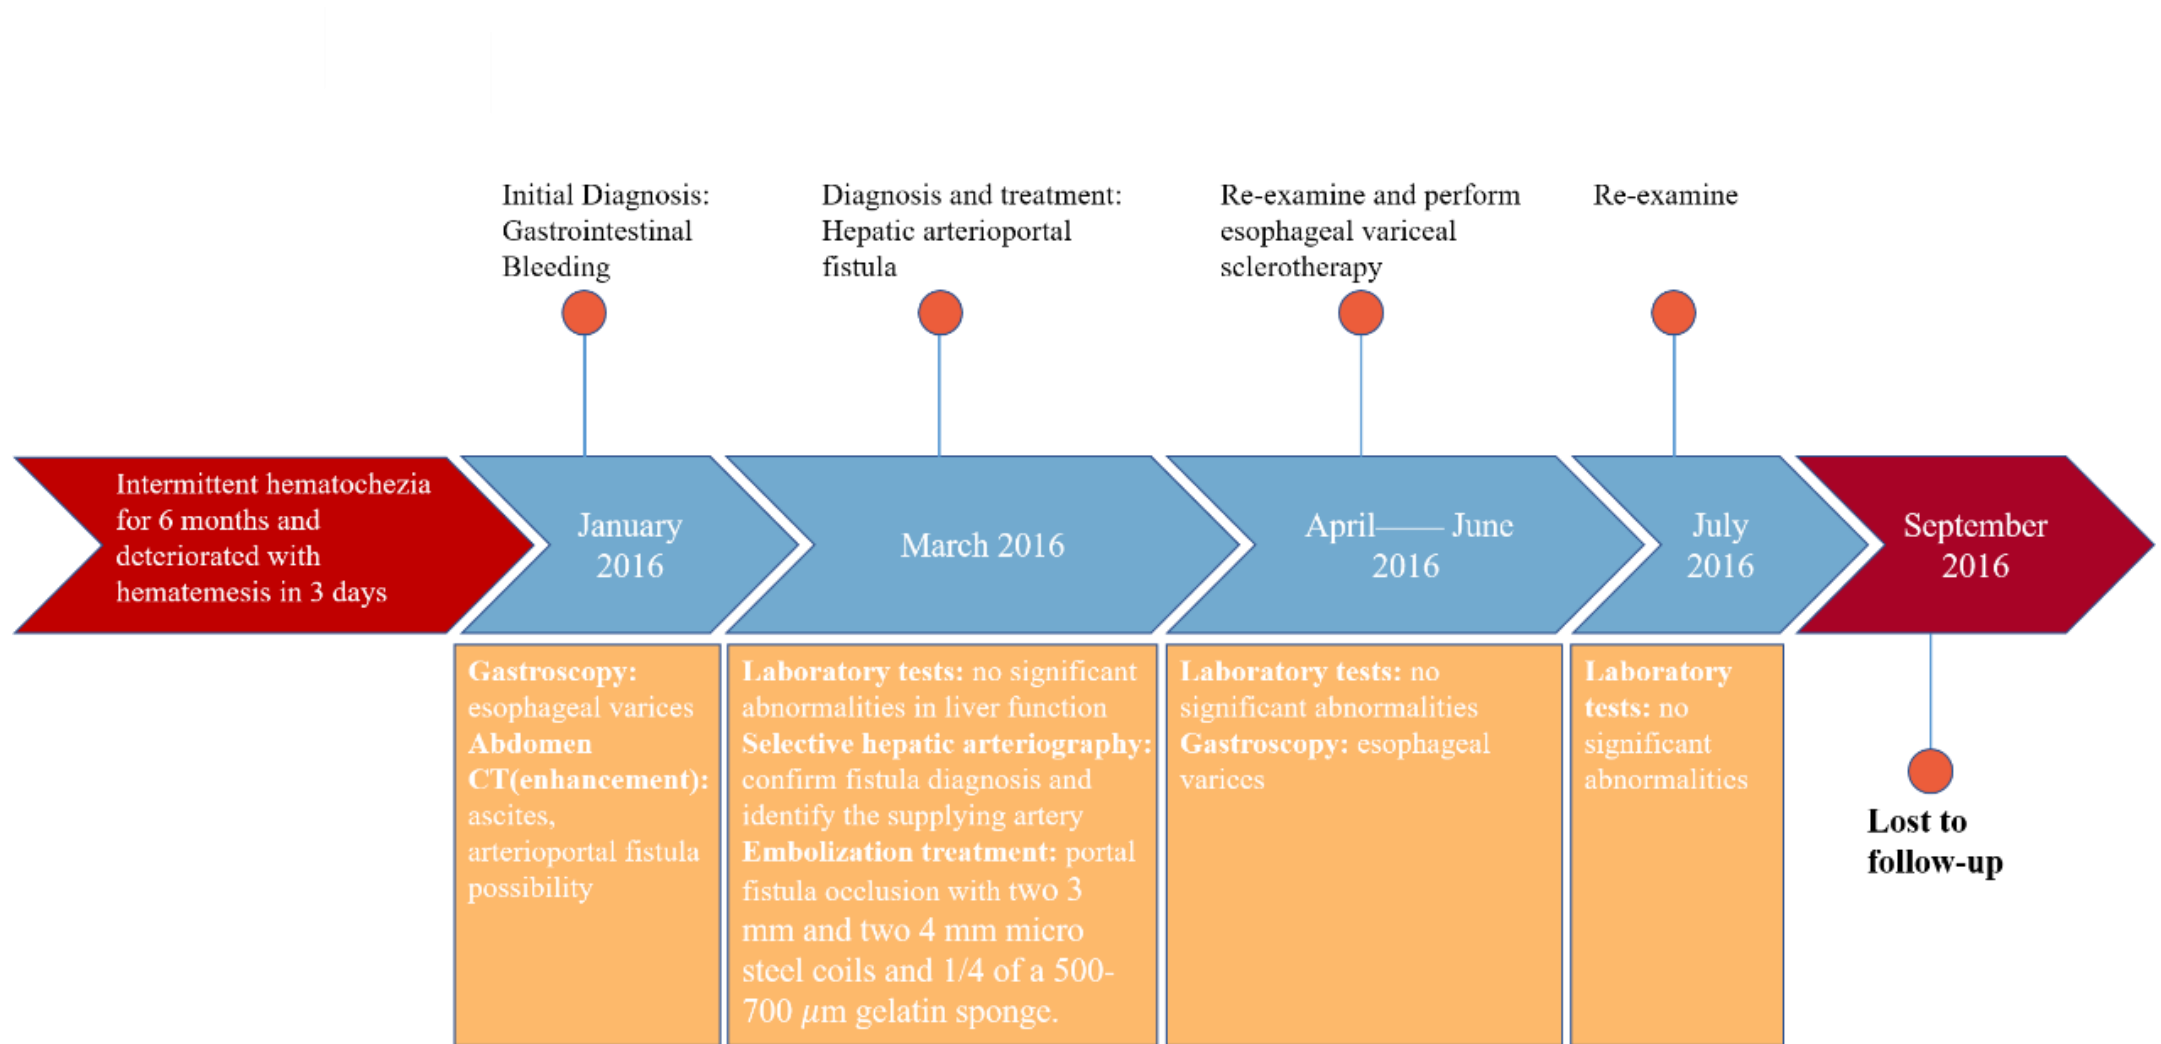 Initial Diagnosis:
Gastrointestinal
Bleeding
Diagnosis and treatment:
Hepatic arterioportal
fistula
Re-examine and perform
esophageal variceal
sclerotherapy
Re-examine
Intermittent hematochezia
for 6 months and
deteriorated with
hematemesis in 3 days
January
2016
March 2016
April—— June
2016
July
2016
September
2016
Gastroscopy:
esophageal varices
Abdomen
CT(enhancement):
ascites,
arterioportal fistula
possibility
Laboratory tests: no significant
abnormalities in liver function
Selective hepatic arteriography:
confirm fistula diagnosis and
identify the supplying artery
Embolization treatment: portal
fistula occlusion with two 3
mm and two 4 mm micro
steel coils and 1/4 of a 500-
700 μm gelatin sponge.
Laboratory tests: no
significant abnormalities
Gastroscopy: esophageal
varices
Laboratory
tests: no
significant
abnormalities
Lost to
follow-up